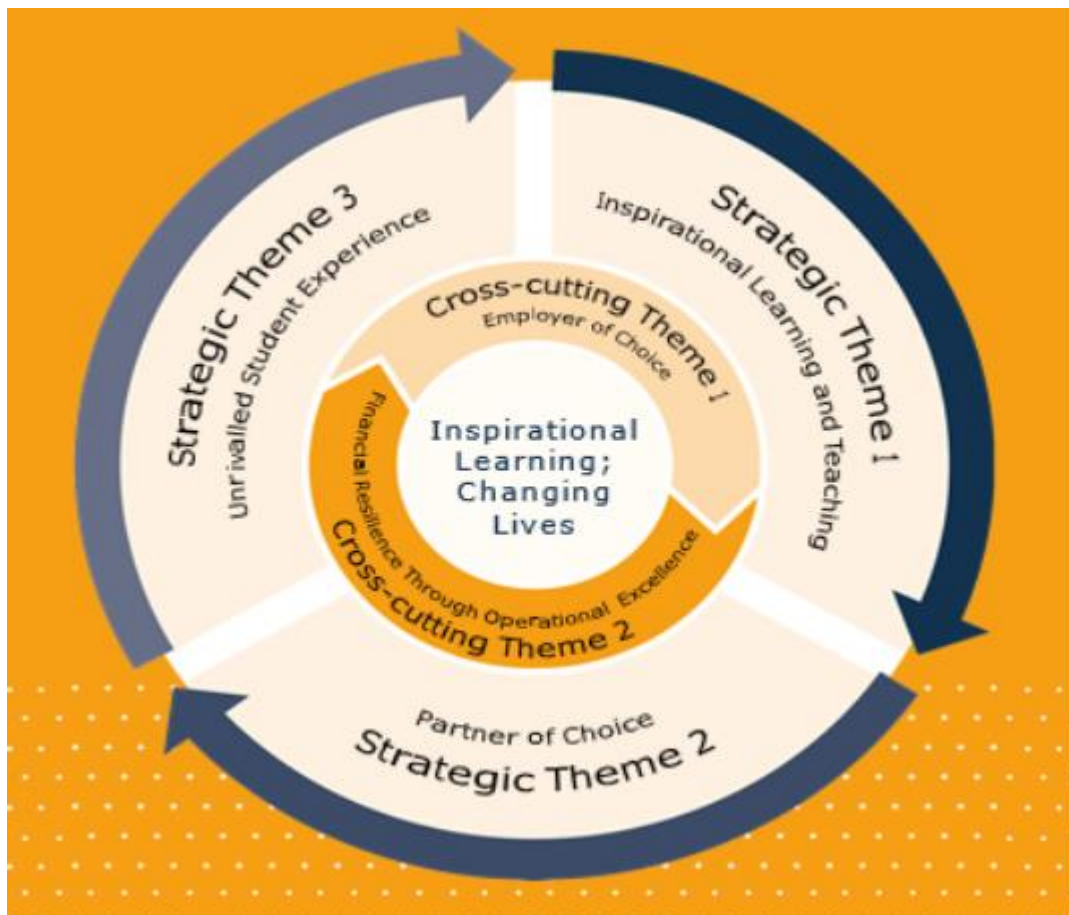 Strategic Theme 1
Inspirational Learning and Teaching
Strategic Theme 2
Partner of Choice
Strategic Theme 3
Unrivalled Student Experience
Cross-cutting Theme 1
Employer of Choice
Cross-cutting Theme 2
Financial Resilience Through Operational Excellence
Inspirational
Learning;
Changing
Lives